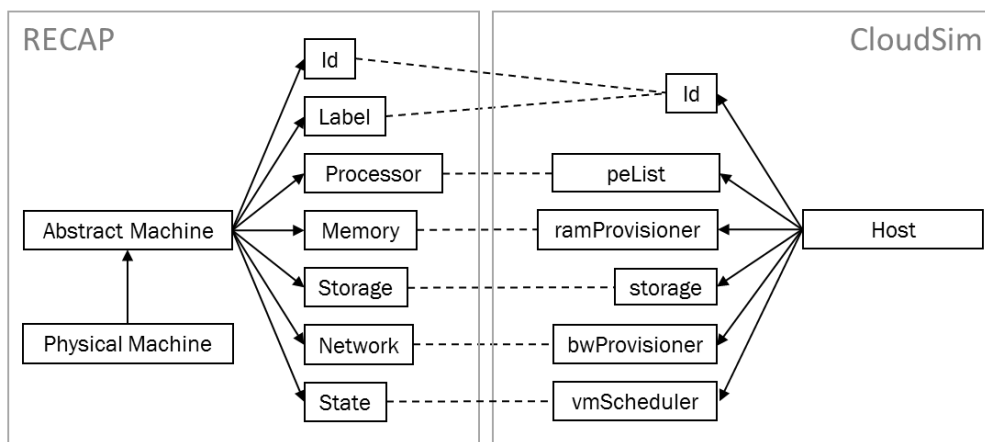 RECAP
Id
Label
Processor
Abstract Machine
Memory
Storage
Physical Machine
Network
State
CloudSim
Id
peList
ramProvisioner
Host
storage
bwProvisioner
vmScheduler